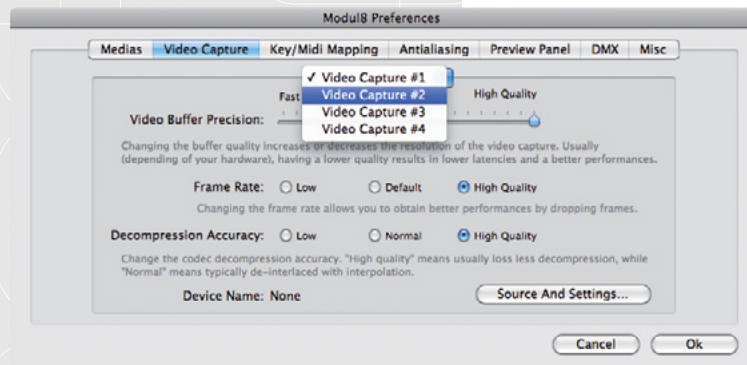 Modul8 Preferences
Medias Video Capture Key/Midi Mapping Antialiasing Preview Panel DMX Misc
✓ Video Capture #1
Video Capture #2
Video Capture #3
Video Capture #4
Fast High Quality
Video Buffer Precision:
Changing the buffer quality increases or decreases the resolution of the video capture. Usually
(depending of your hardware), having a lower quality results in lower latencies and a better performances.
Frame Rate: Low Default High Quality
Changing the frame rate allows you to obtain better performances by dropping frames.
Decompression Accuracy: Low Normal High Quality
Change the codec decompression accuracy. "High quality" means usually loss less decompression, while
"Normal" means typically de-interlaced with interpolation.
Device Name: None Source And Settings...
Cancel Ok